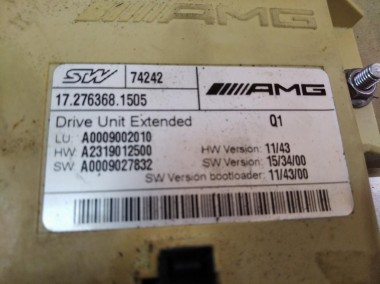 AMG
SW 74242
17.276368.1505 AMG
Drive Unit Extended Q1
LU A0009002010
HW A2319012500 HW Version: 11/43
SW A0009027832 SW Version: 15/34/00
SW Version bootloader: 11/43/00